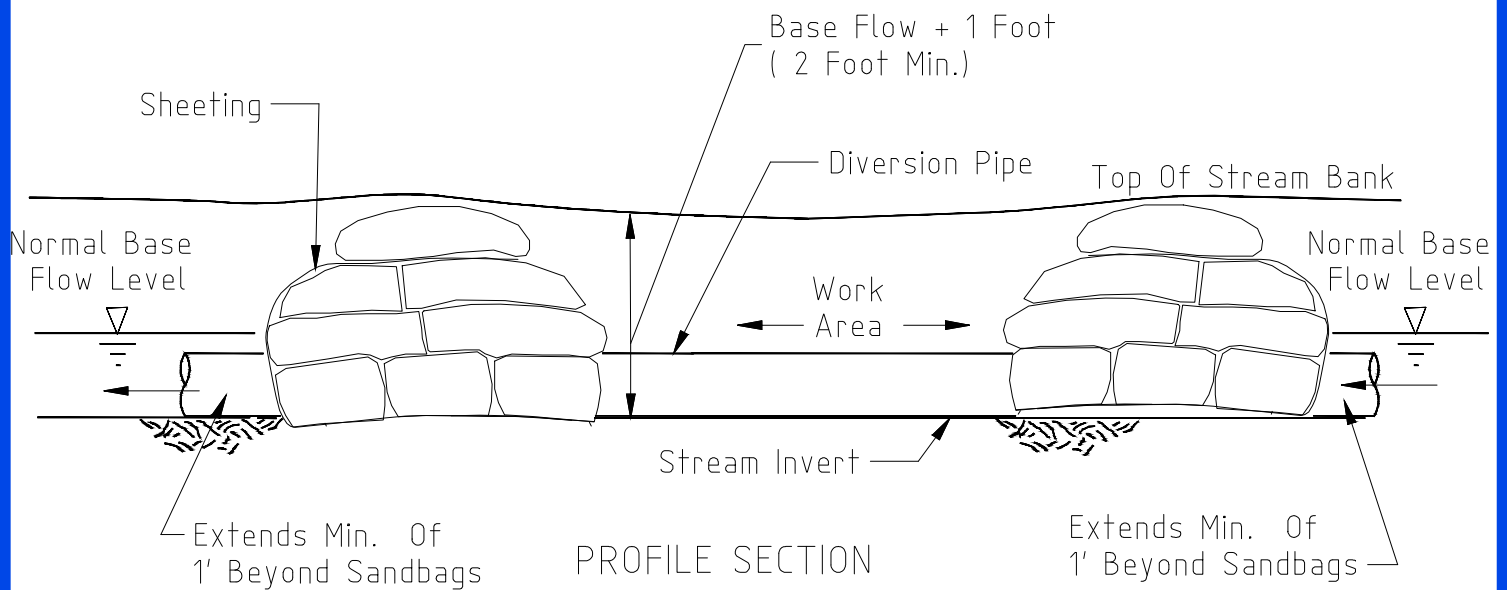 Base Flow + 1 Foot
( 2 Foot Min.)
Sheeting
Diversion Pipe
Top Of Stream Bank
Normal Base
Flow Level
Work
Area
Normal Base
Flow Level
Stream Invert
Extends Min. Of
1' Beyond Sandbags
PROFILE SECTION
Extends Min. Of
1' Beyond Sandbags